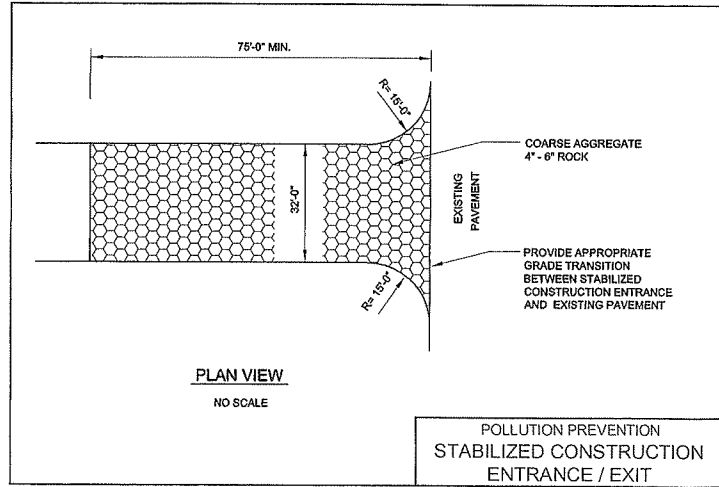 75'-0" MIN.
R= 15'-0"
COARSE AGGREGATE
4" - 6" ROCK
32'-0"
EXISTING
PAVEMENT
PROVIDE APPROPRIATE
GRADE TRANSITION
BETWEEN STABILIZED
CONSTRUCTION ENTRANCE
AND EXISTING PAVEMENT
R= 15'-0"
PLAN VIEW
NO SCALE
POLLUTION PREVENTION
STABILIZED CONSTRUCTION
ENTRANCE / EXIT